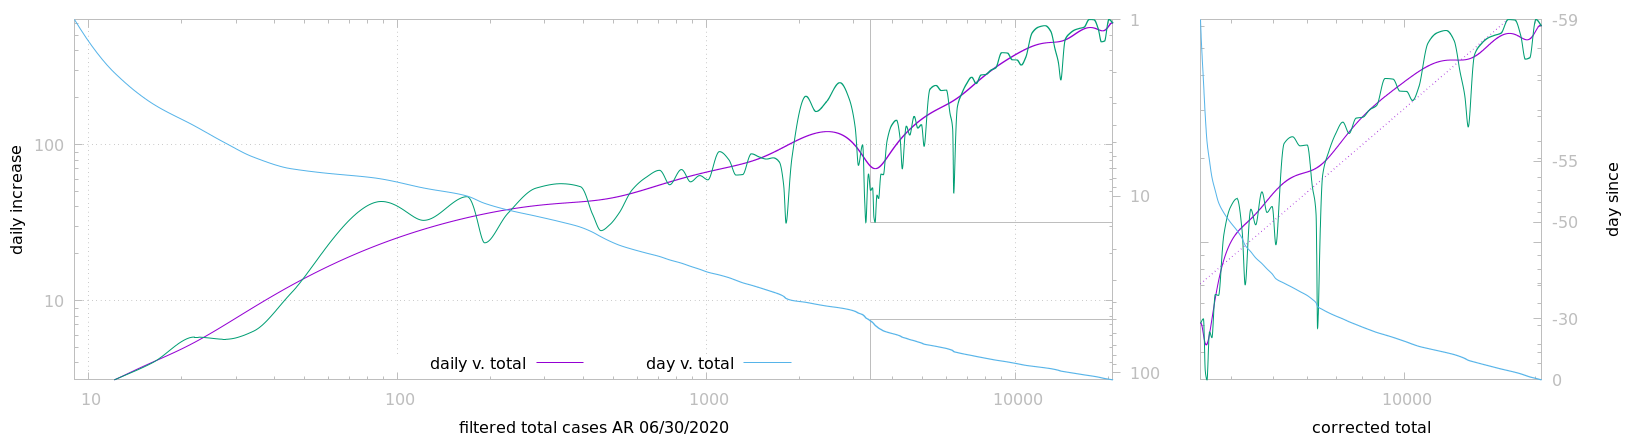 daily increase
100
10
daily v. total
day v. total
10
100
1000
10000
filtered total cases AR 06/30/2020
1
10
100
-59
-55
-50
-30
0
day since
10000
corrected total